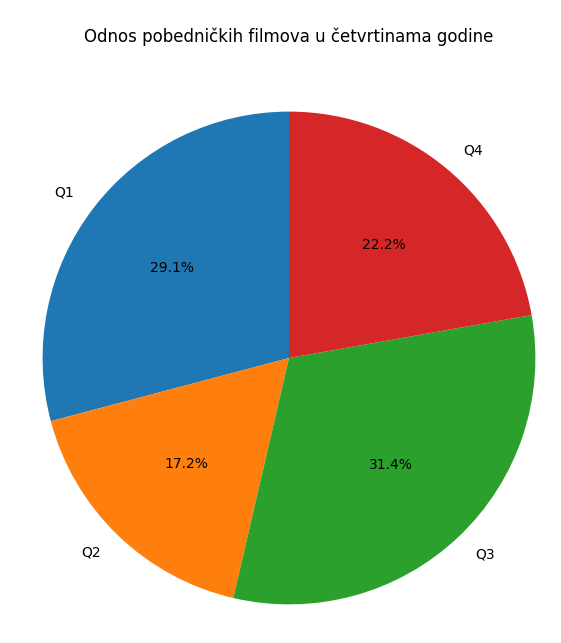 Odnos pobedničkih filmova u četvrtinama godine
Q4
Q1
22.2%
29.1%
17.2%
31.4%
Q2
Q3